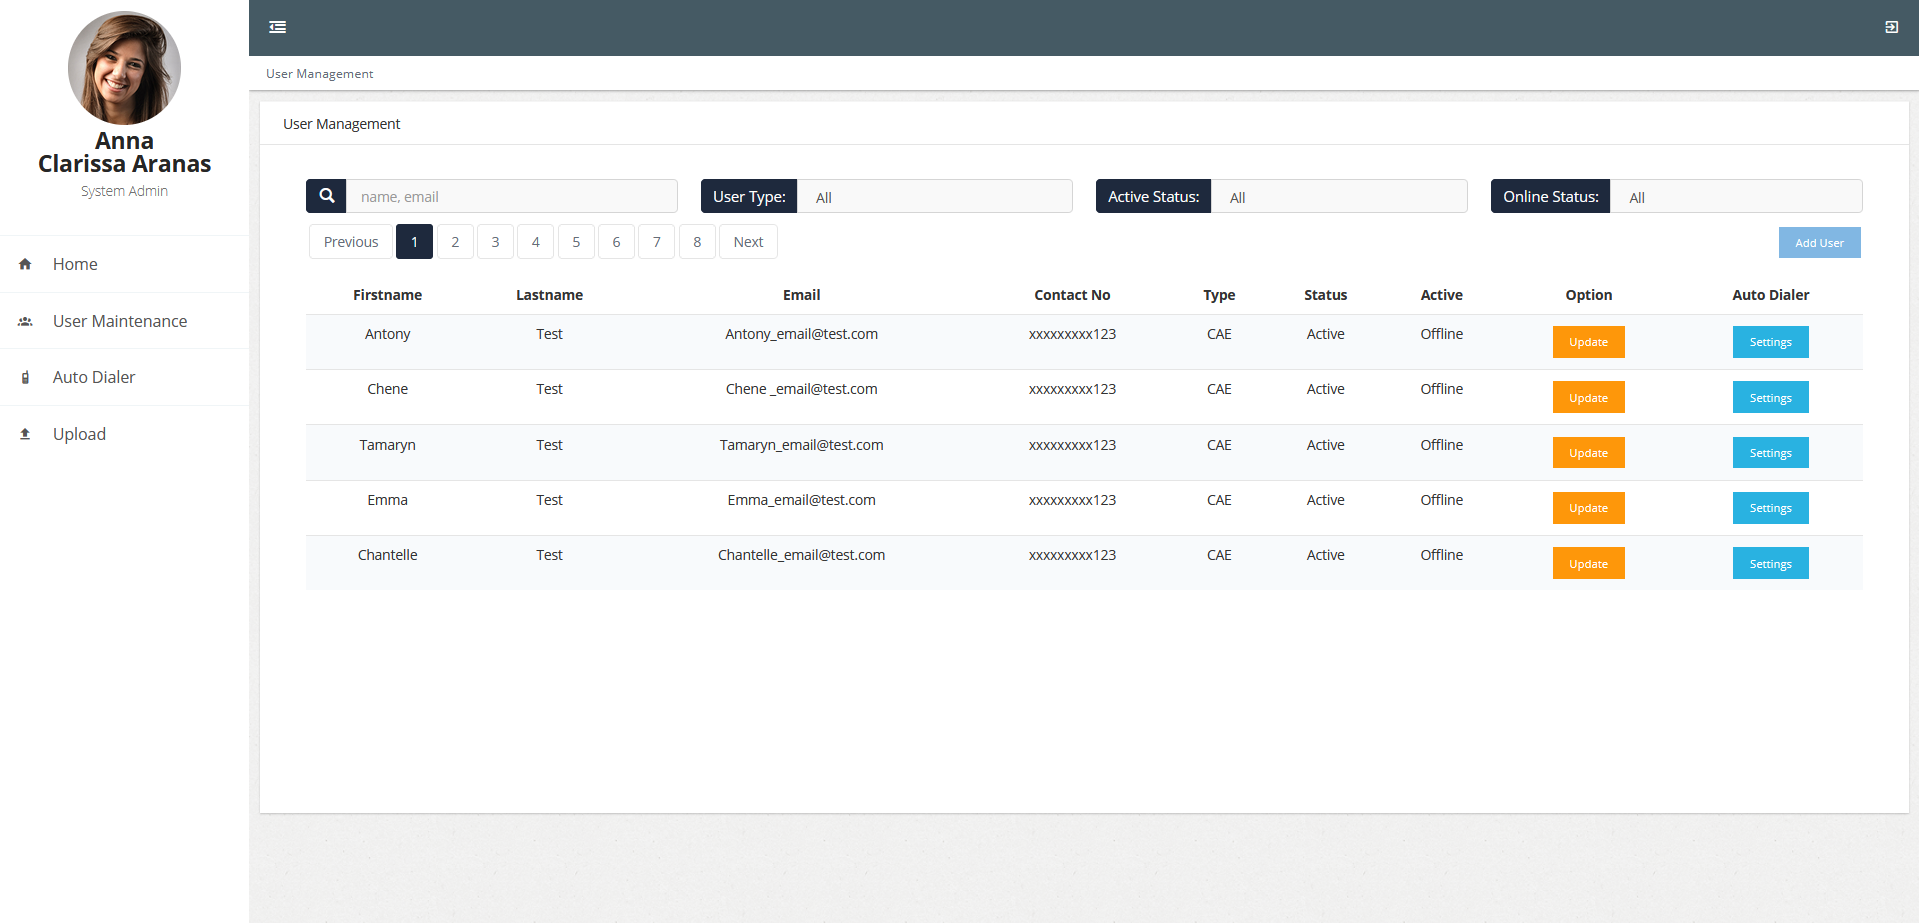 Anna
Clarissa Aranas
System Admin
Home
User Maintenance
Auto Dialer
Upload
User Management
User Management
name, email
User Type: All
Active Status: All
Online Status: All
Previous 1 2 3 4 5 6 7 8 Next
Add User
Firstname Lastname Email Contact No Type Status Active Option Auto Dialer
Antony Test Antony_email@test.com xxxxxxxxx123 CAE Active Offline Update Settings
Chene Test Chene _email@test.com xxxxxxxxx123 CAE Active Offline Update Settings
Tamaryn Test Tamaryn_email@test.com xxxxxxxxx123 CAE Active Offline Update Settings
Emma Test Emma_email@test.com xxxxxxxxx123 CAE Active Offline Update Settings
Chantelle Test Chantelle_email@test.com xxxxxxxxx123 CAE Active Offline Update Settings